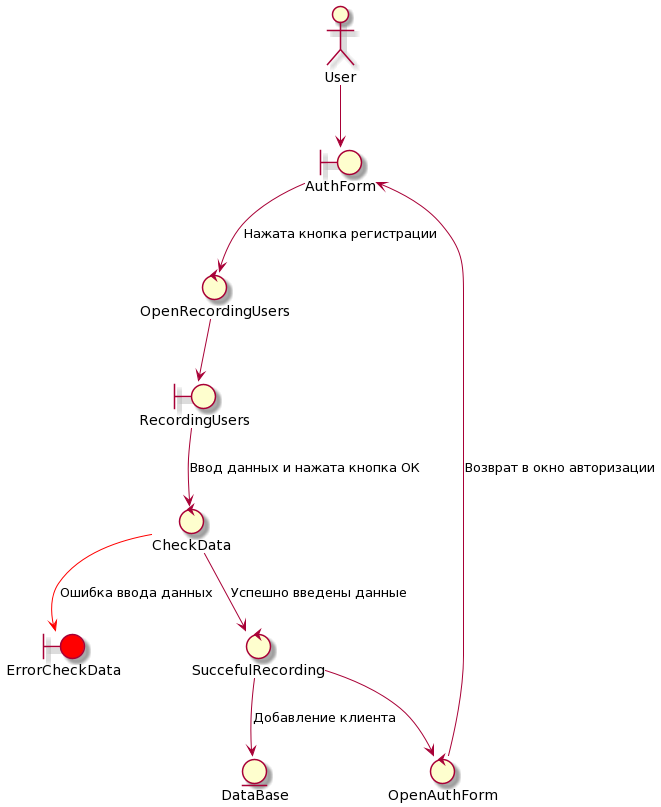 User
AuthForm
Нажата кнопка регистрации
OpenRecordingUsers
RecordingUsers
Ввод данных и нажата кнопка ОК
Возврат в окно авторизации
CheckData
Ошибка ввода данных
Успешно введены данные
ErrorCheckData
SuccefulRecording
Добавление клиента
DataBase
OpenAuthForm